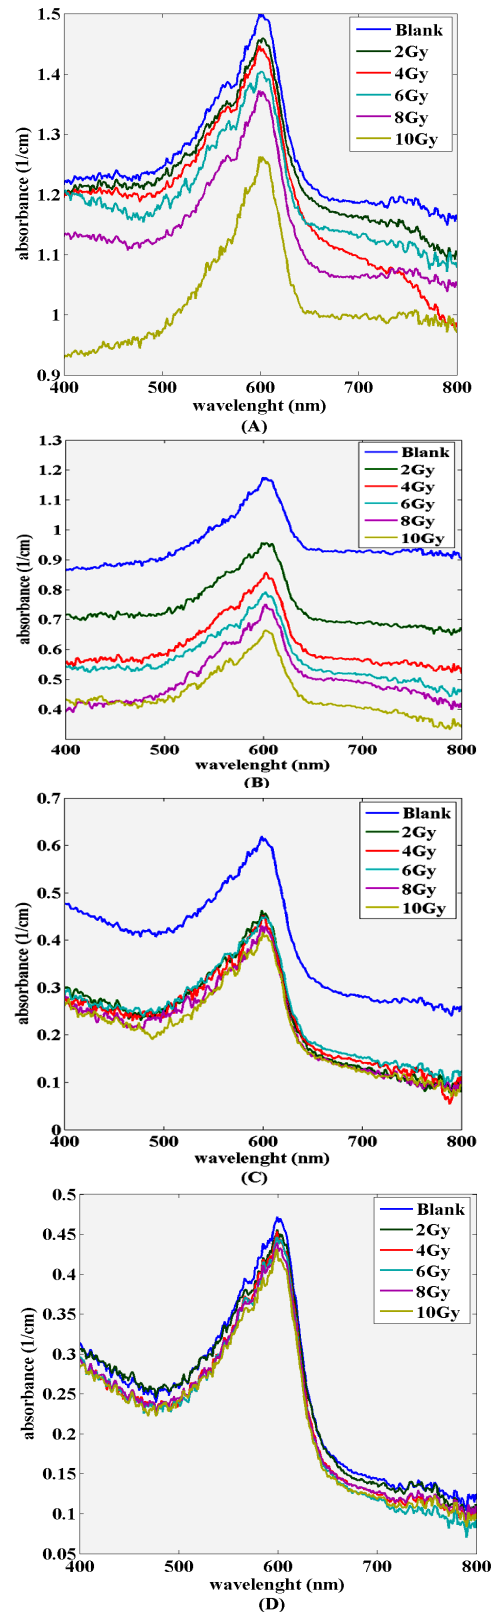 1.5
1.4
1.3
1.2
1.1
1
0.9
absorbance (1/cm)
Blank
2Gy
4Gy
6Gy
8Gy
10Gy
400 500 600 700 800
wavelenght (nm)
(A)
1.3
1.2
1.1
1
0.9
0.8
0.7
0.6
0.5
0.4
absorbance (1/cm)
Blank
2Gy
4Gy
6Gy
8Gy
10Gy
400 500 600 700 800
wavelenght (nm)
(B)
0.7
0.6
0.5
0.4
0.3
0.2
0.1
0
absorbance (1/cm)
Blank
2Gy
4Gy
6Gy
8Gy
10Gy
400 500 600 700 800
wavelenght (nm)
(C)
0.5
0.45
0.4
0.35
0.3
0.25
0.2
0.15
0.1
0.05
absorbance (1/cm)
Blank
2Gy
4Gy
6Gy
8Gy
10Gy
400 500 600 700 800
wavelenght (nm)
(D)